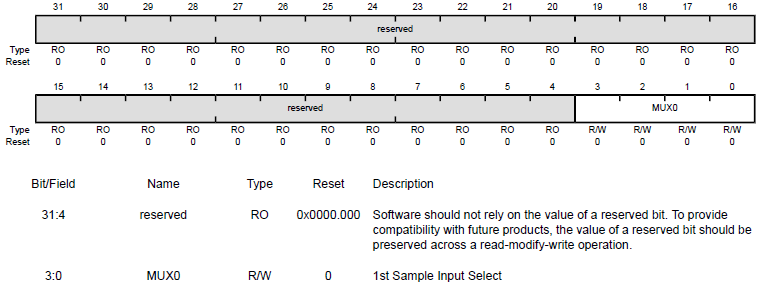 31 30 29 28 27 26 25 24 23 22 21 20 19 18 17 16
reserved
Type RO RO RO RO RO RO RO RO RO RO RO RO RO RO RO RO
Reset 0 0 0 0 0 0 0 0 0 0 0 0 0 0 0 0
15 14 13 12 11 10 9 8 7 6 5 4 3 2 1 0
reserved MUX0
Type RO RO RO RO RO RO RO RO RO RO RO RO R/W R/W R/W R/W
Reset 0 0 0 0 0 0 0 0 0 0 0 0 0 0 0 0
Bit/Field Name Type Reset Description
31:4 reserved RO 0x0000.000 Software should not rely on the value of a reserved bit. To provide
compatibility with future products, the value of a reserved bit should be
preserved across a read-modify-write operation.
3:0 MUX0 R/W 0 1st Sample Input Select